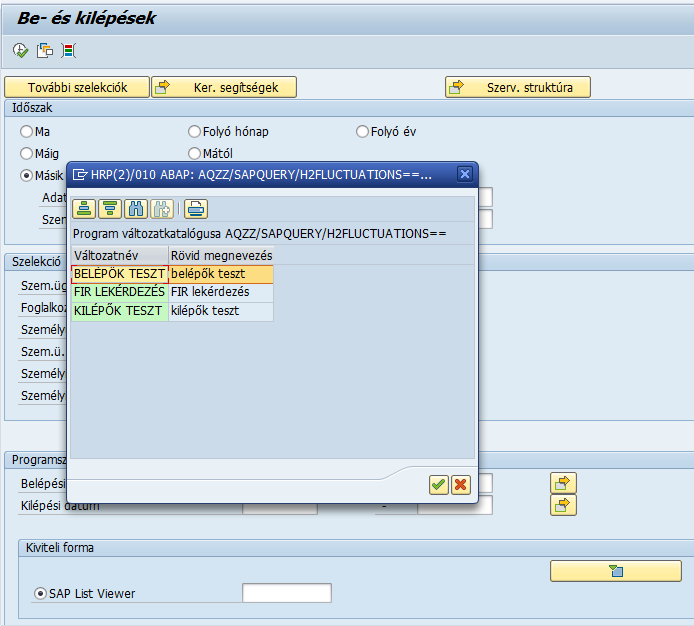 Be- és kilépések
További szelekciók
Ker. segítségek
Szerv. struktúra
Időszak
Ma
Folyó hónap
Folyó év
Máig
Mától
Másik
HRP(2)/010 ABAP: AQZZ/SAPQUERY/H2FLUCTUATIONS==...
Adat
Szem
Program változatkatalógusa AQZZ/SAPQUERY/H2FLUCTUATIONS==
Változatnév Rövid megnevezés
BELÉPŐK TESZT belépők teszt
FIR LEKÉRDEZÉS FIR lekérdezés
KILÉPŐK TESZT kilépők teszt
Szelekció
Szem.üg
Foglalko
Személy
Szem.ü.
Személy
Személy
Programsz
Belépési
Kilépési dátum -
Kiviteli forma
SAP List Viewer